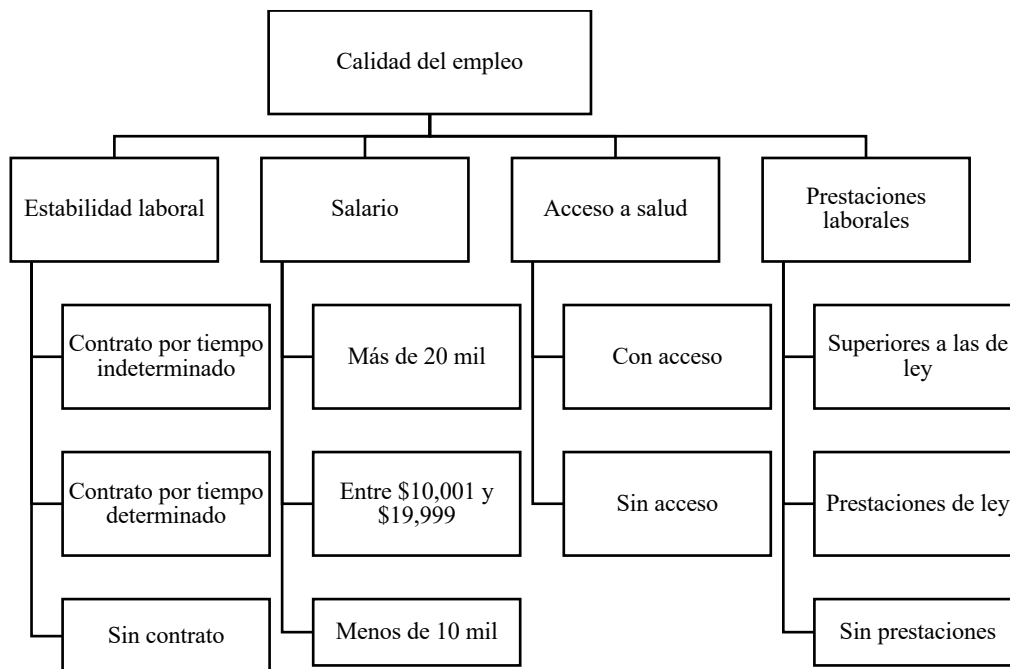 Calidad del empleo
Estabilidad laboral
Salario
Acceso a salud
Prestaciones
laborales
Contrato por tiempo
indeterminado
Más de 20 mil
Con acceso
Superiores a las de
ley
Contrato por tiempo
determinado
Entre $10,001 y
$19,999
Sin acceso
Prestaciones de ley
Sin contrato
Menos de 10 mil
Sin prestaciones